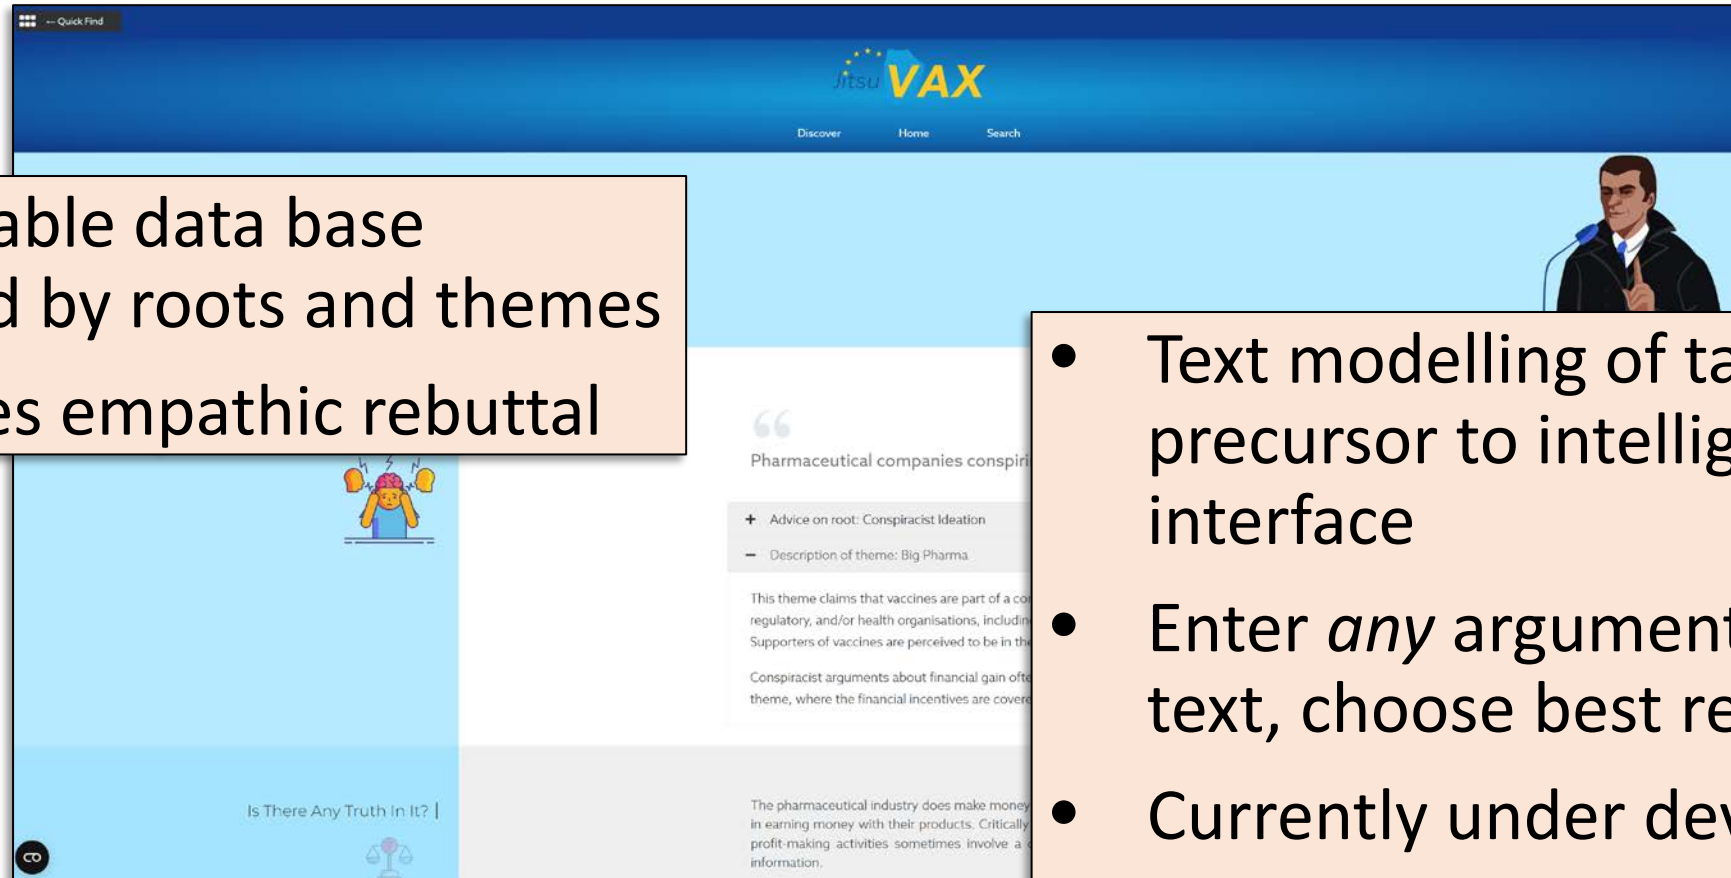 ← Quick Find
Jitsu VAX
Discover Home Search
able data base
d by roots and themes
es empathic rebuttal
“
Pharmaceutical companies conspiri
+ Advice on root: Conspiracist Ideation
– Description of theme: Big Pharma
This theme claims that vaccines are part of a co
regulatory, and/or health organisations, includin
Supporters of vaccines are perceived to be in the
Conspiracist arguments about financial gain ofte
theme, where the financial incentives are covere
• Text modelling of ta
precursor to intellig
interface
• Enter any argument
text, choose best re
• Currently under dev
Is There Any Truth In It? |
The pharmaceutical industry does make money
in earning money with their products. Critically
profit-making activities sometimes involve a
information.